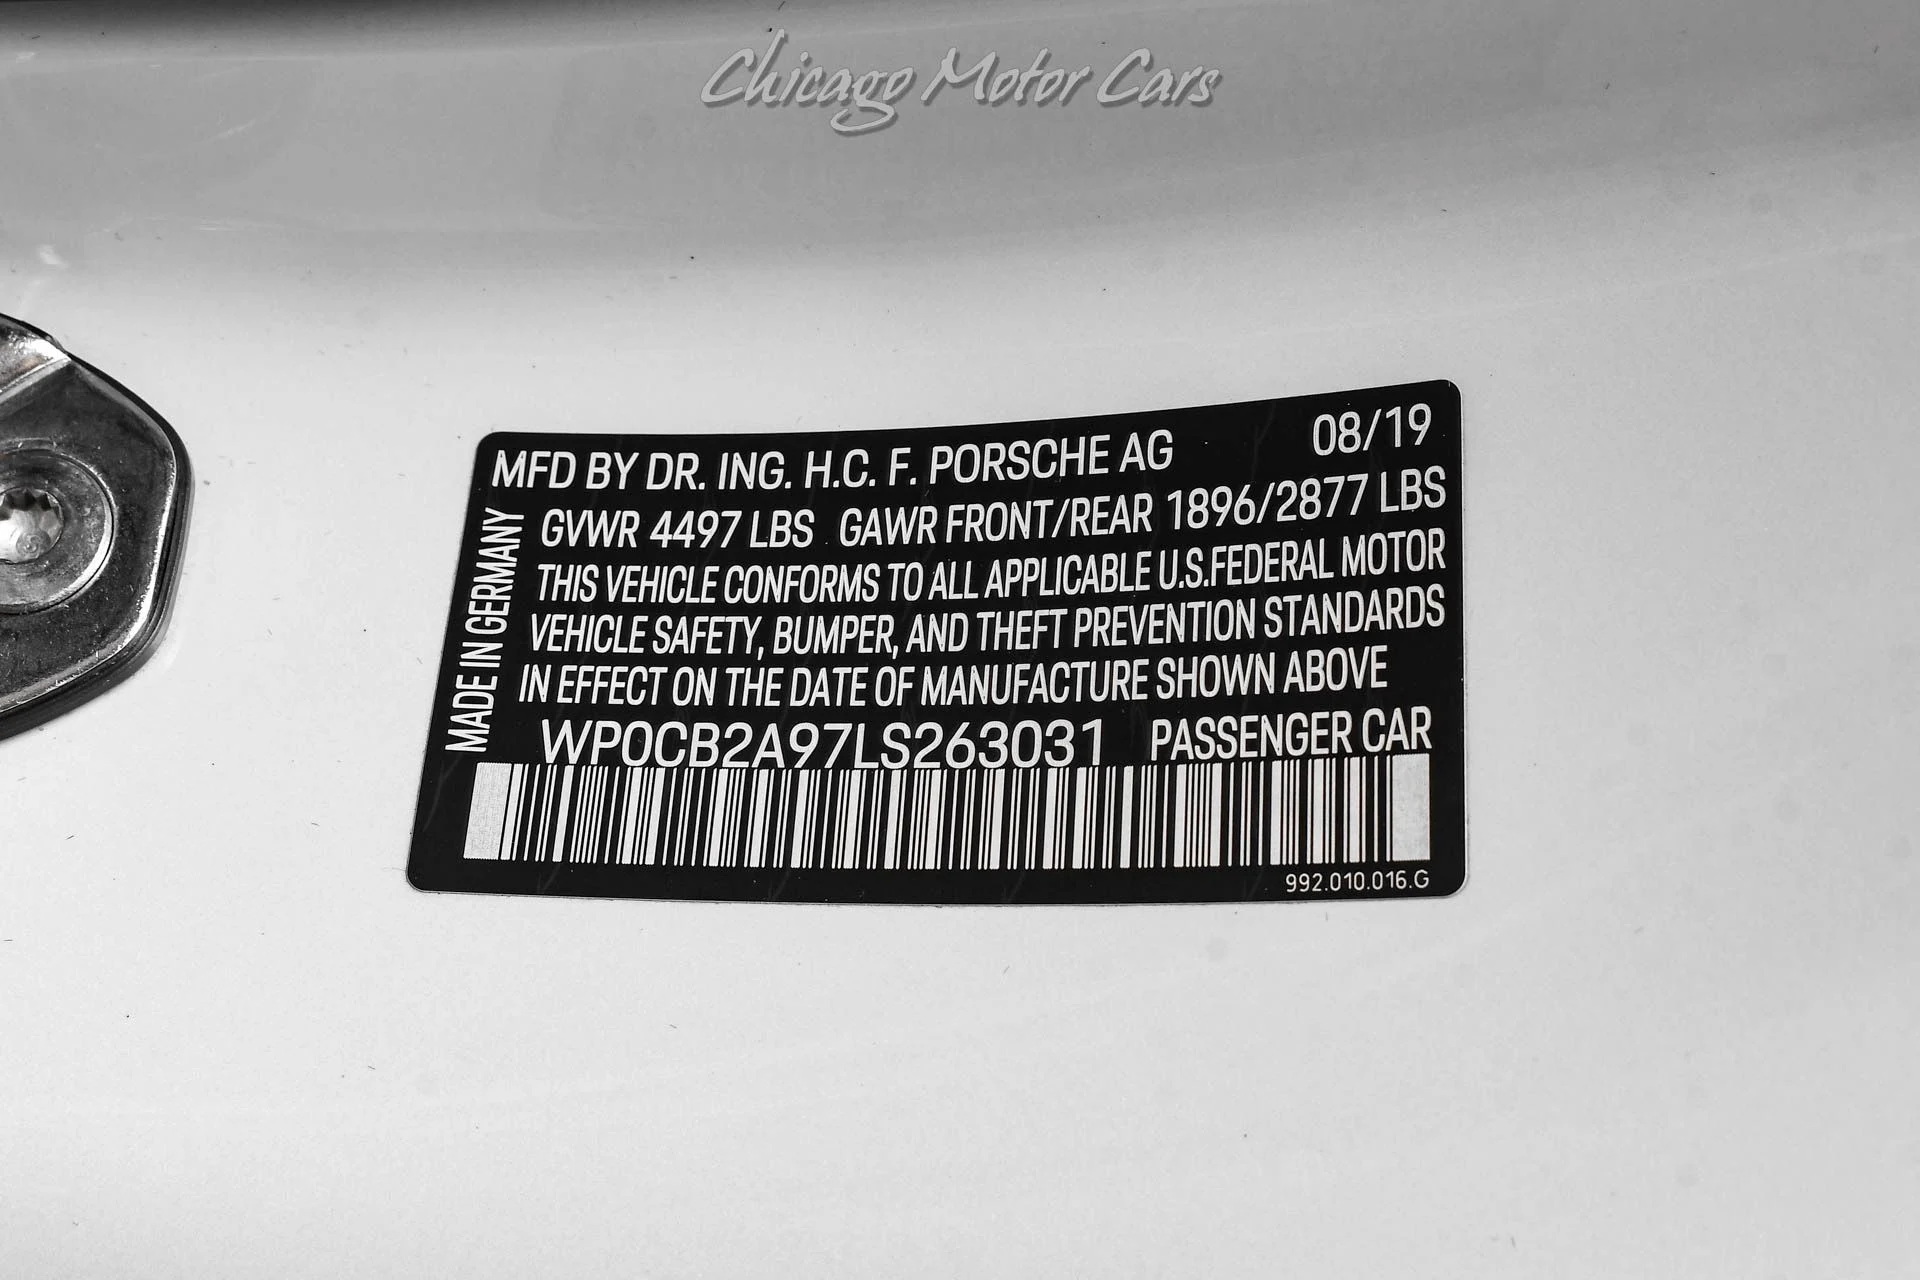 Chicago Motor Cars
MFD BY DR. ING. H.C. F. PORSCHE AG 08/19
GVWR 4497 LBS GAWR FRONT/REAR 1896/2877 LBS
THIS VEHICLE CONFORMS TO ALL APPLICABLE U.S.FEDERAL MOTOR
VEHICLE SAFETY, BUMPER, AND THEFT PREVENTION STANDARDS
IN EFFECT ON THE DATE OF MANUFACTURE SHOWN ABOVE
WP0CB2A97LS263031 PASSENGER CAR
MADE IN GERMANY
992.010.016.G